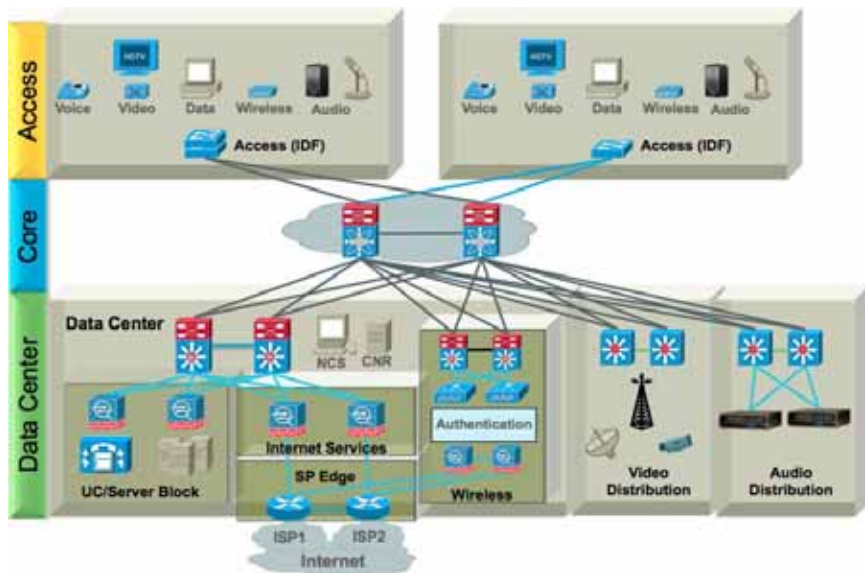 Access
HDTV
Voice
Video
Data
Wireless
Audio
Access (IDF)
HDTV
Voice
Video
Data
Wireless
Audio
Access (IDF)
Core
Data Center
Data Center
NCS
CNR
UC/Server Block
Internet Services
SP Edge
ISP1
ISP2
Internet
Authentication
Wireless
Video
Distribution
Audio
Distribution